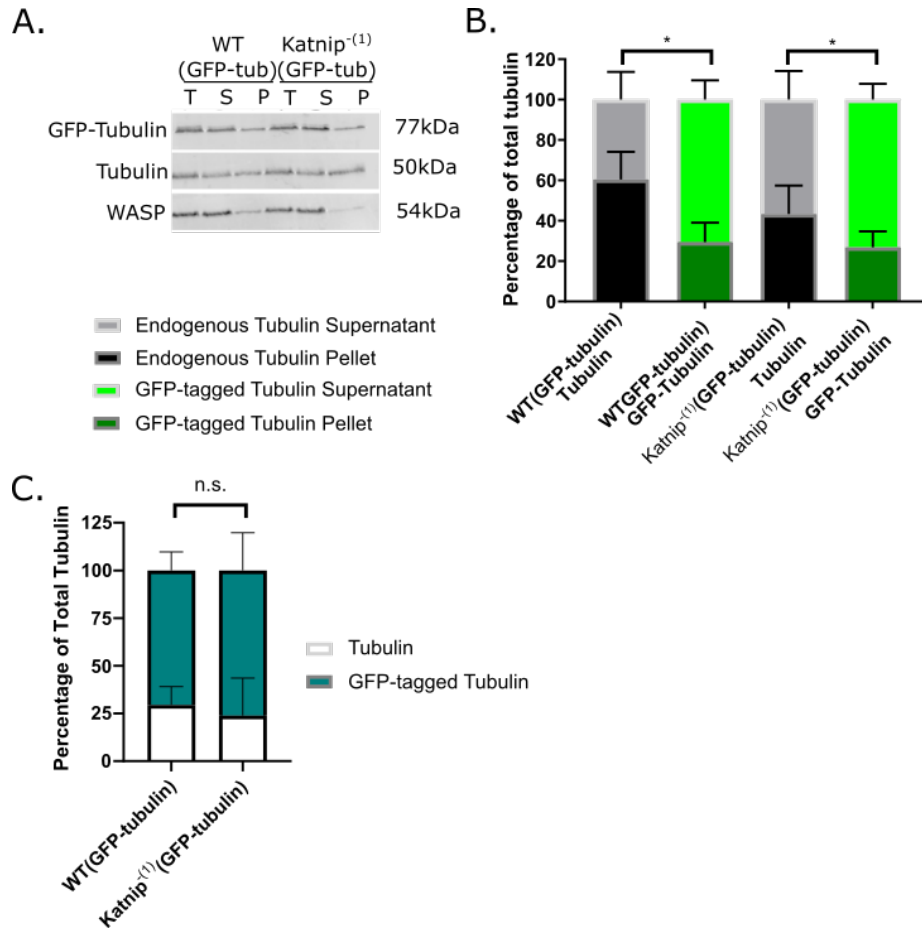 A.
WT Katnip-(1)
(GFP-tub) (GFP-tub)
T S P T S P
GFP-Tubulin 77kDa
Tubulin 50kDa
WASP 54kDa
Endogenous Tubulin Supernatant
Endogenous Tubulin Pellet
GFP-tagged Tubulin Supernatant
GFP-tagged Tubulin Pellet
B.
* *
Percentage of total tubulin
120
100
80
60
40
20
0
WT(GFP-tubulin)
Tubulin
WTGFP-tubulin)
GFP-Tubulin
Katnip-(1)(GFP-tubulin)
Tubulin
Katnip-(1)(GFP-tubulin)
GFP-Tubulin
C.
n.s.
Percentage of Total Tubulin
125
100
75
50
25
0
WT(GFP-tubulin)
Katnip-(1)(GFP-tubulin)
Tubulin
GFP-tagged Tubulin